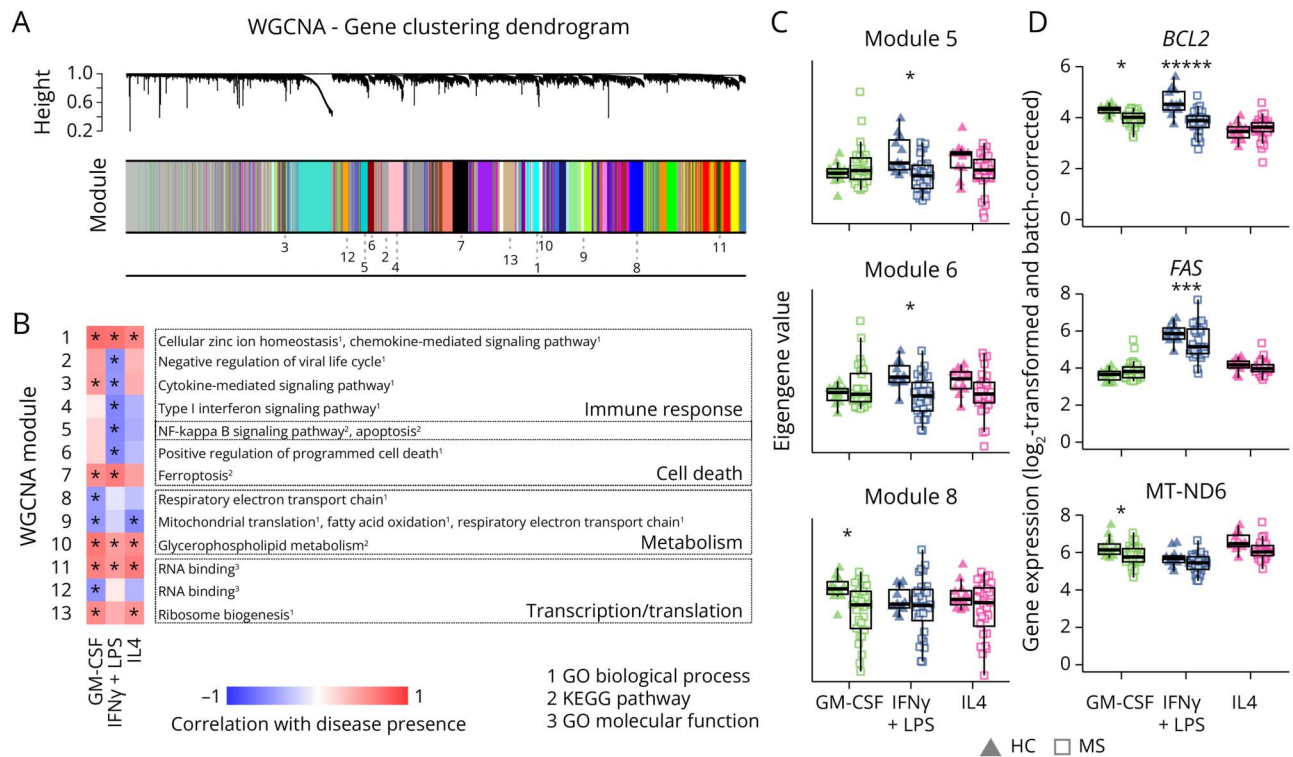 A
WGCNA - Gene clustering dendrogram
Height
1.0
0.6
0.2
Module
3
12
5
6
2
4
7
13
1
10
9
8
11
B
WGCNA module
1 * * * Cellular zinc ion homeostasis¹, chemokine-mediated signaling pathway¹
2 * Negative regulation of viral life cycle¹
3 * * Cytokine-mediated signaling pathway¹
4 * Type I interferon signaling pathway¹ Immune response
5 * NF-kappa B signaling pathway², apoptosis²
6 * Positive regulation of programmed cell death¹
7 * * Ferroptosis² Cell death
8 * Respiratory electron transport chain¹
9 * * Mitochondrial translation¹, fatty acid oxidation¹, respiratory electron transport chain¹
10 * * * Glycerophospholipid metabolism² Metabolism
11 * * * RNA binding³
12 * RNA binding³
13 * * Ribosome biogenesis¹ Transcription/translation
GM-CSF
IFNγ + LPS
IL4
−1 1
Correlation with disease presence
1 GO biological process
2 KEGG pathway
3 GO molecular function
C
Eigengene value
Module 5
*
Module 6
*
Module 8
*
GM-CSF IFNγ IL4
+ LPS
D
Gene expression (log₂-transformed and batch-corrected)
BCL2
* *****
6
4
2
0
FAS
***
8
6
4
2
0
MT-ND6
*
8
6
4
2
0
GM-CSF IFNγ IL4
+ LPS
HC MS